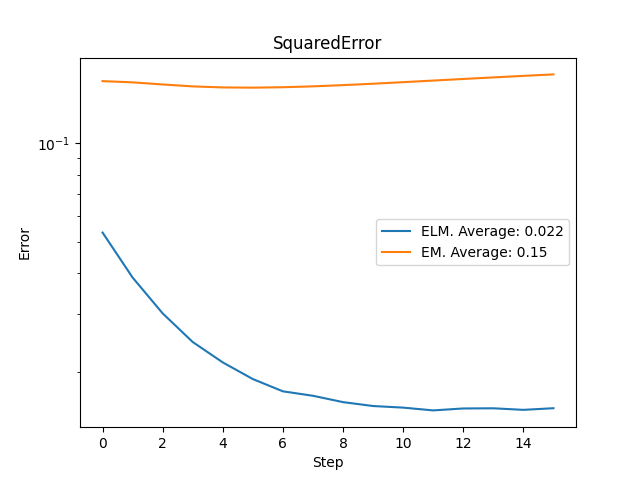 SquaredError
10⁻¹
Error
ELM. Average: 0.022
EM. Average: 0.15
0 2 4 6 8 10 12 14
Step